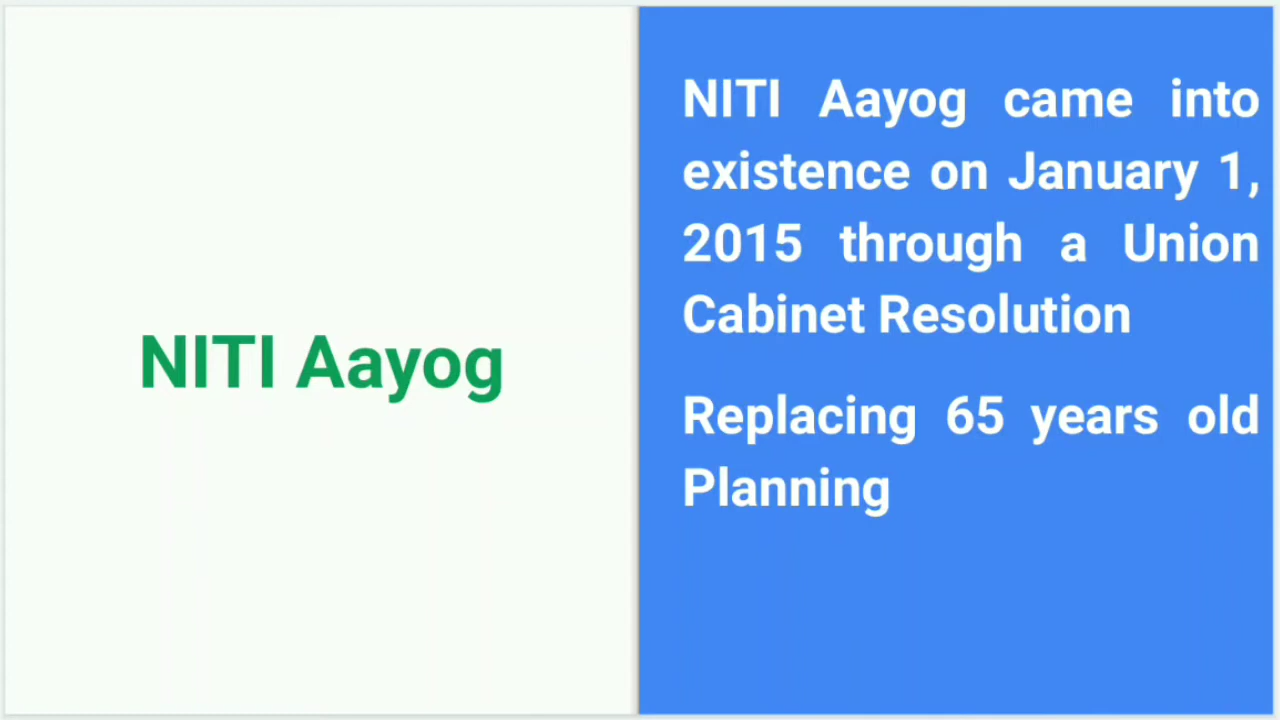 NITI Aayog
NITI Aayog came into
existence on January 1,
2015 through a Union
Cabinet Resolution
Replacing 65 years old
Planning